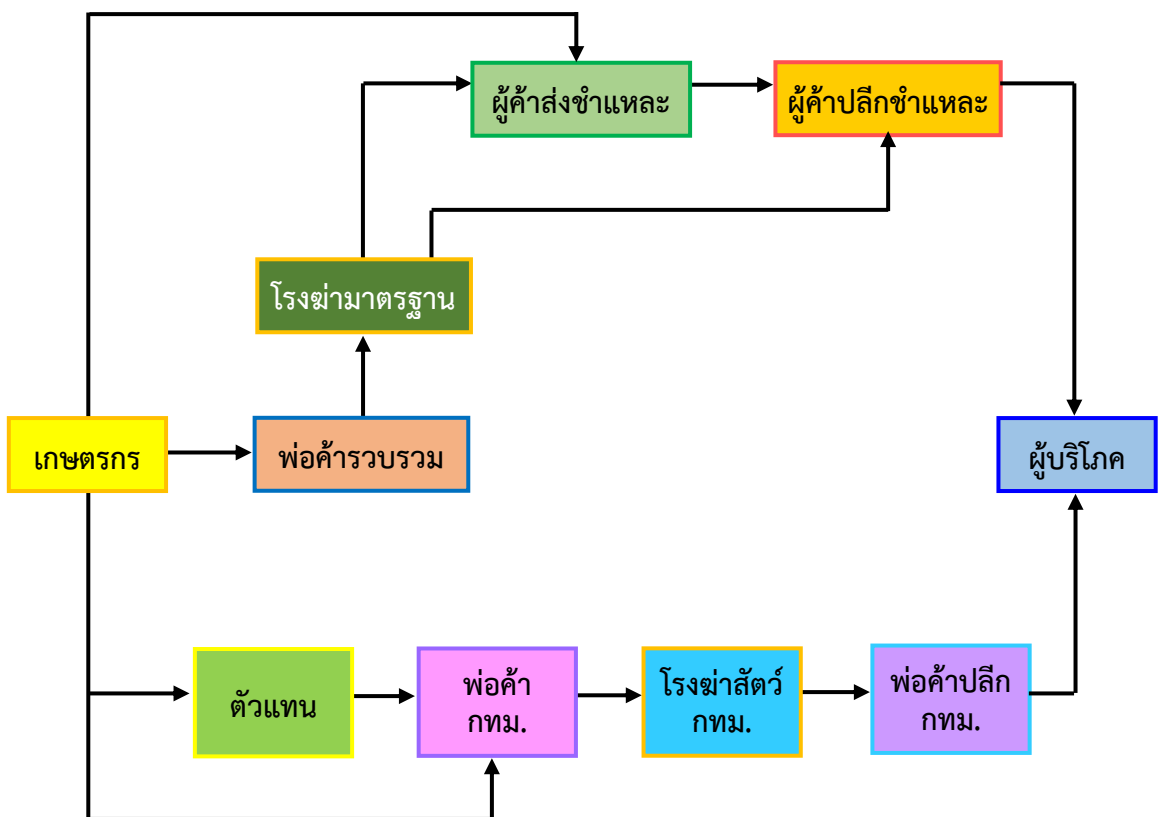 ผู้ค้าส่งชำแหละ
ผู้ค้าปลีกชำแหละ
โรงฆ่ามาตรฐาน
เกษตรกร
พ่อค้ารวบรวม
ผู้บริโภค
ตัวแทน
พ่อค้า
กทม.
โรงฆ่าสัตว์
กทม.
พ่อค้าปลีก
กทม.